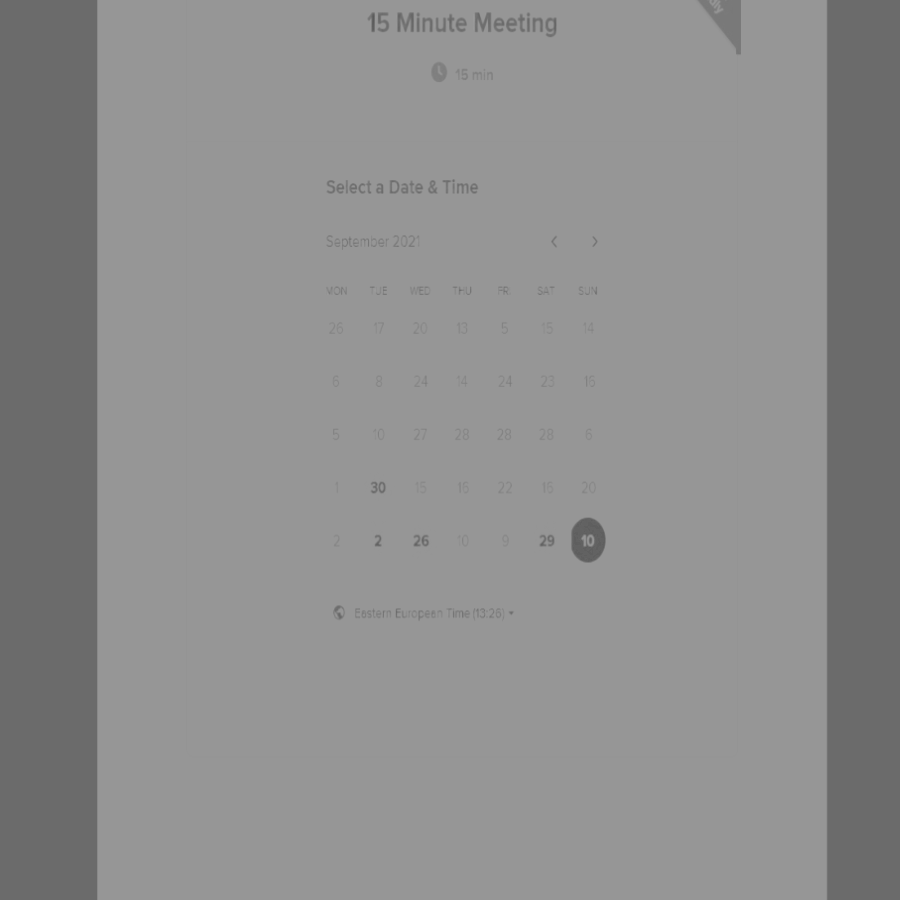 15 Minute Meeting
15 min
Select a Date & Time
September 2021
MON TUE WED THU FRI SAT SUN
26 17 20 13 5 15 14
6 8 24 14 24 23 15
5 10 27 28 28 28 6
1 30 15 15 22 15 20
2 2 26 10 9 29 10
Eastern European Time (13:26)